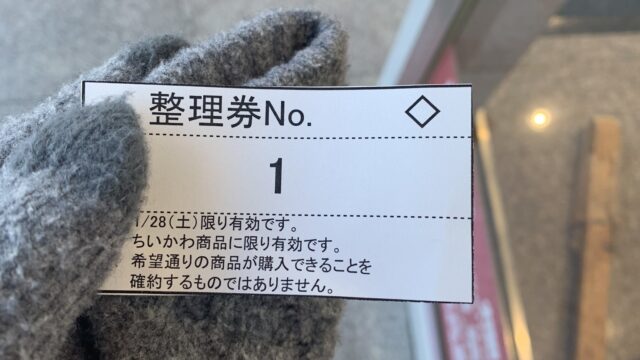 整理券No. ◇
1
1/28(土)限り有効です。
ちいかわ商品に限り有効です。
希望通りの商品が購入できることを
確約するものではありません。